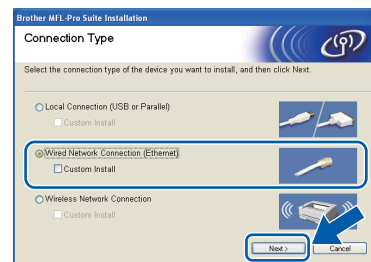 Brother MFL-Pro Suite Installation
Connection Type
Select the connection type of the device you want to install, and then click Next.
Local Connection (USB or Parallel)
Custom Install
Wired Network Connection (Ethernet)
Custom Install
Wireless Network Connection
Custom Install
Next >
Cancel